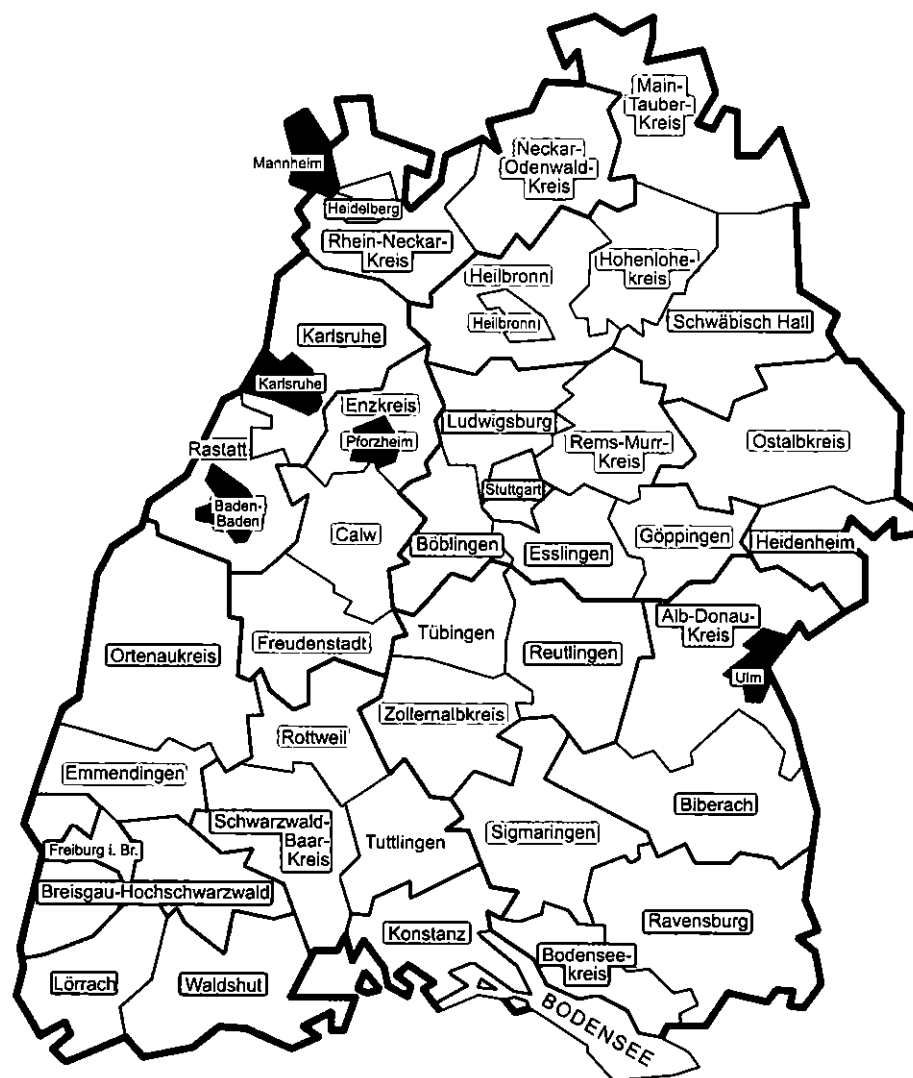 Main-
Tauber-
Kreis
Mannheim
Neckar-
Odenwald-
Kreis
Heidelberg
Rhein-Neckar-
Kreis
Heilbronn
Hohenlohe-
kreis
Heilbronn
Schwäbisch Hall
Karlsruhe
Karlsruhe
Enzkreis
Pforzheim
Ludwigsburg
Rems-Murr-
Kreis
Ostalbkreis
Rastatt
Stuttgart
Baden-
Baden
Calw
Böblingen
Esslingen
Göppingen
Heidenheim
Alb-Donau-
Kreis
Ortenaukreis
Freudenstadt
Tübingen
Reutlingen
Ulm
Zollernalbkreis
Rottweil
Emmendingen
Schwarzwald-
Baar-
Kreis
Tuttlingen
Sigmaringen
Biberach
Freiburg i. Br.
Breisgau-Hochschwarzwald
Konstanz
Ravensburg
Bodensee-
kreis
Lörrach
Waldshut
BODENSEE